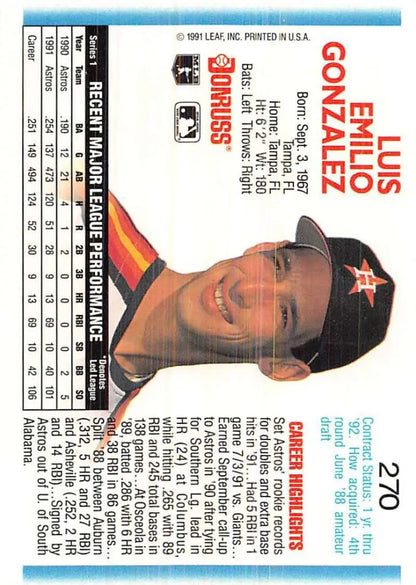 270
LUIS
EMILIO
GONZALEZ
Born: Sept. 3, 1967
Tampa, FL
Home: Tampa, FL
Ht: 6' 2" Wt: 180
Bats: Left Throws: Right
DONRUSS
MLB
© 1991 LEAF, INC. PRINTED IN U.S.A.
Contract Status: 1 yr. thru
'92. How acquired: 4th
round June '88 amateur
draft
CAREER HIGHLIGHTS
Set Astros' rookie records
for doubles and extra base
hits in '91... Had 5 RBI in 1
game 7/3/91 vs. Giants...
Earned September call-up
to Astros in '90 after tying
for Southern Lg. lead in
HR (24) at Columbus,
while hitting .265 with 89
RBI and 245 total bases in
138 games... At Osceola in
'89, batted .286 with 6 HR
and 38 RBI in 86 games...
Split '88 between Auburn
(.312, 5 HR and 27 RBI)
and Asheville (.252, 2 HR
and 14 RBI)...Signed by
Astros out of U. of South
Alabama.
RECENT MAJOR LEAGUE PERFORMANCE
*Denotes
Led League
Series 1
Year Team BA G AB H R 2B 3B HR RBI SB BB SO
1990 Astros .190 12 21 4 1 2 0 0 0 0 2 5
1991 Astros .254 137 473 120 51 28 9 13 69 10 40 101
Career .251 149 494 124 52 30 9 13 69 10 42 106